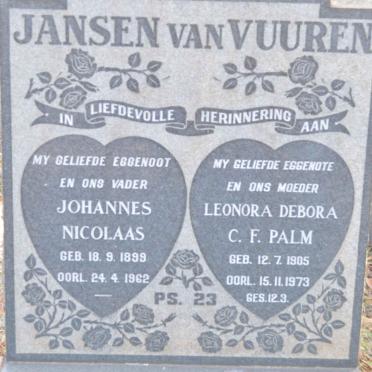 JANSEN VAN VUUREN
IN LIEFDEVOLLE HERINNERING AAN
MY GELIEFDE EGGENOOT
EN ONS VADER
JOHANNES
NICOLAAS
GEB. 18. 9. 1899
OORL. 24. 4. 1962
MY GELIEFDE EGGENOTE
EN ONS MOEDER
LEONORA DEBORA
C. F. PALM
GEB. 12. 7. 1905
OORL. 15. 11. 1973
GES. 12. 3.
PS. 23